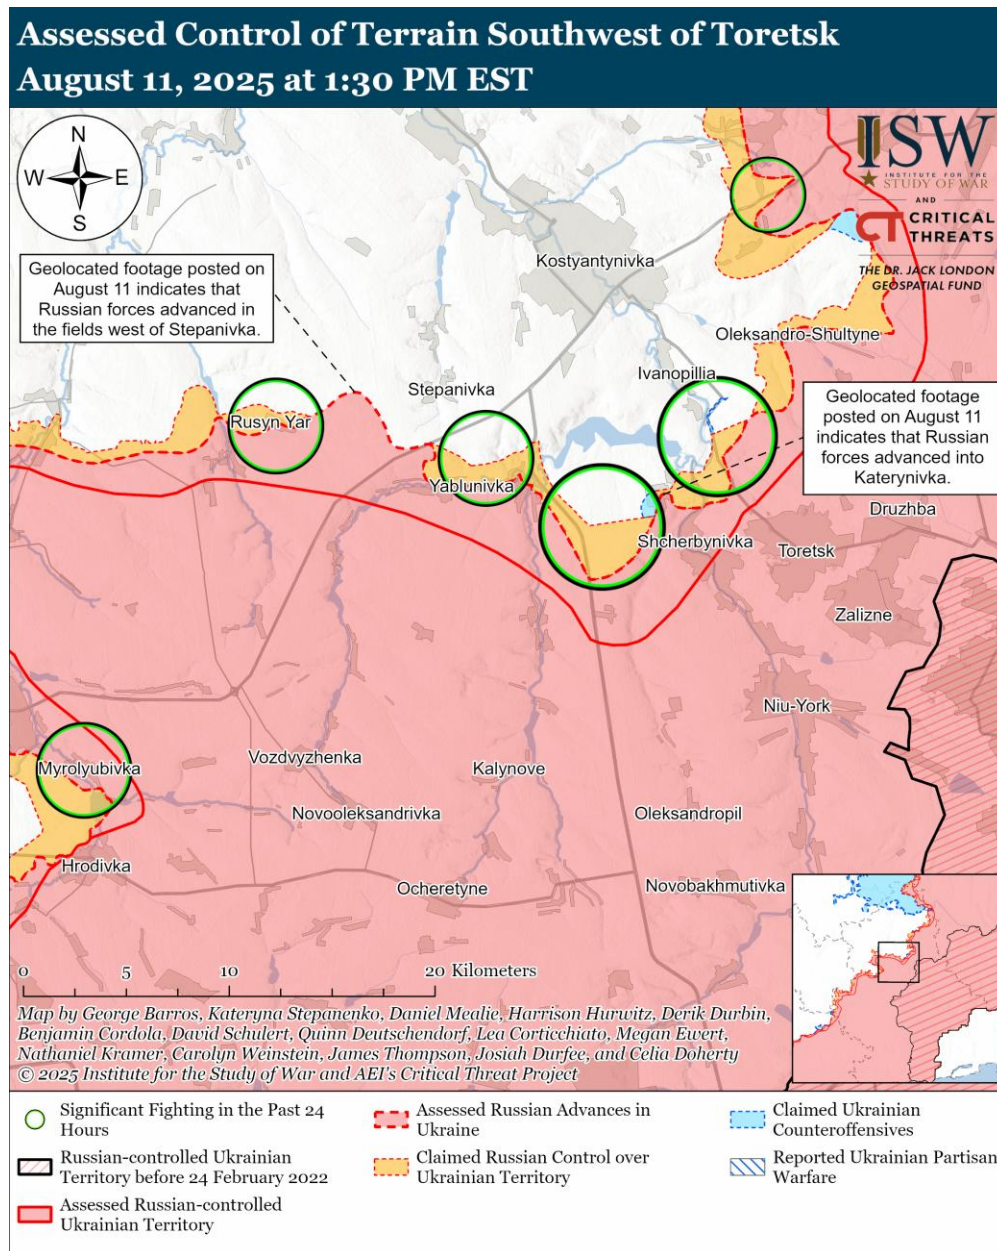 Assessed Control of Terrain Southwest of Toretsk
August 11, 2025 at 1:30 PM EST
N
W
E
S
ISW
INSTITUTE FOR THE
STUDY OF WAR
AND
CT CRITICAL
THREATS
THE DR. JACK LONDON
GEOSPATIAL FUND
Geolocated footage posted on
August 11 indicates that
Russian forces advanced in
the fields west of Stepanivka.
Kostyantynivka
Oleksandro-Shultyne
Ivanopillia
Stepanivka
Geolocated footage
posted on August 11
indicates that Russian
forces advanced into
Katerynivka.
Rusyn Yar
Yablunivka
Druzhba
Shcherbynivka
Toretsk
Zalizne
Niu-York
Myrolyubivka
Vozdvyzhenka
Kalynove
Novooleksandrivka
Oleksandropil
Hrodivka
Ocheretyne
Novobakhmutivka
0
5
10
20 Kilometers
Map by George Barros, Kateryna Stepanenko, Daniel Mealie, Harrison Hurwitz, Derik Durbin,
Benjamin Cordola, David Schulert, Quinn Deutschendorf, Lea Corticchiato, Megan Ewert,
Nathaniel Kramer, Carolyn Weinstein, James Thompson, Josiah Durfee, and Celia Doherty
© 2025 Institute for the Study of War and AEI's Critical Threat Project
Significant Fighting in the Past 24
Hours
Russian-controlled Ukrainian
Territory before 24 February 2022
Assessed Russian-controlled
Ukrainian Territory
Assessed Russian Advances in
Ukraine
Claimed Russian Control over
Ukrainian Territory
Claimed Ukrainian
Counteroffensives
Reported Ukrainian Partisan
Warfare